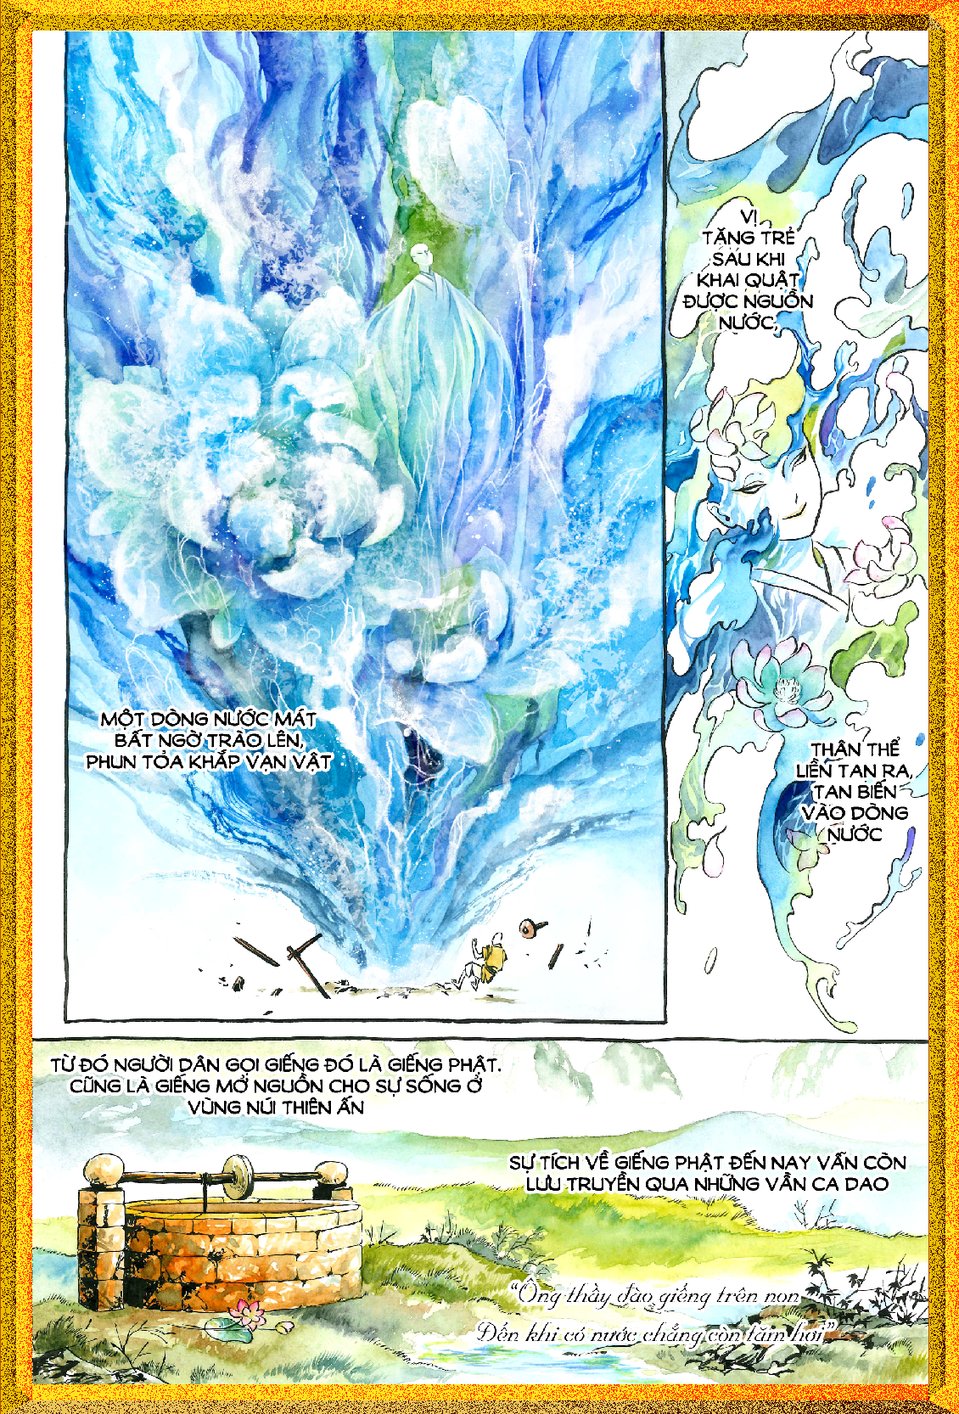 MỘT DÒNG NƯỚC MÁT
BẤT NGỜ TRÀO LÊN,
PHUN TỎA KHẮP VẠN VẬT
VỊ
TĂNG TRẺ
SAU KHI
KHAI QUẬT
ĐƯỢC NGUỒN
NƯỚC,
THÂN THỂ
LIỀN TAN RA,
TAN BIẾN
VÀO DÒNG
NƯỚC
TỪ ĐÓ NGƯỜI DÂN GỌI GIẾNG ĐÓ LÀ GIẾNG PHẬT.
CŨNG LÀ GIẾNG MỞ NGUỒN CHO SỰ SỐNG Ở
VÙNG NÚI THIÊN ẤN
SỰ TÍCH VỀ GIẾNG PHẬT ĐẾN NAY VẪN CÒN
LƯU TRUYỀN QUA NHỮNG VẦN CA DAO
“Ông thầy đào giếng trên non
Đến khi có nước chẳng còn tăm hơi”